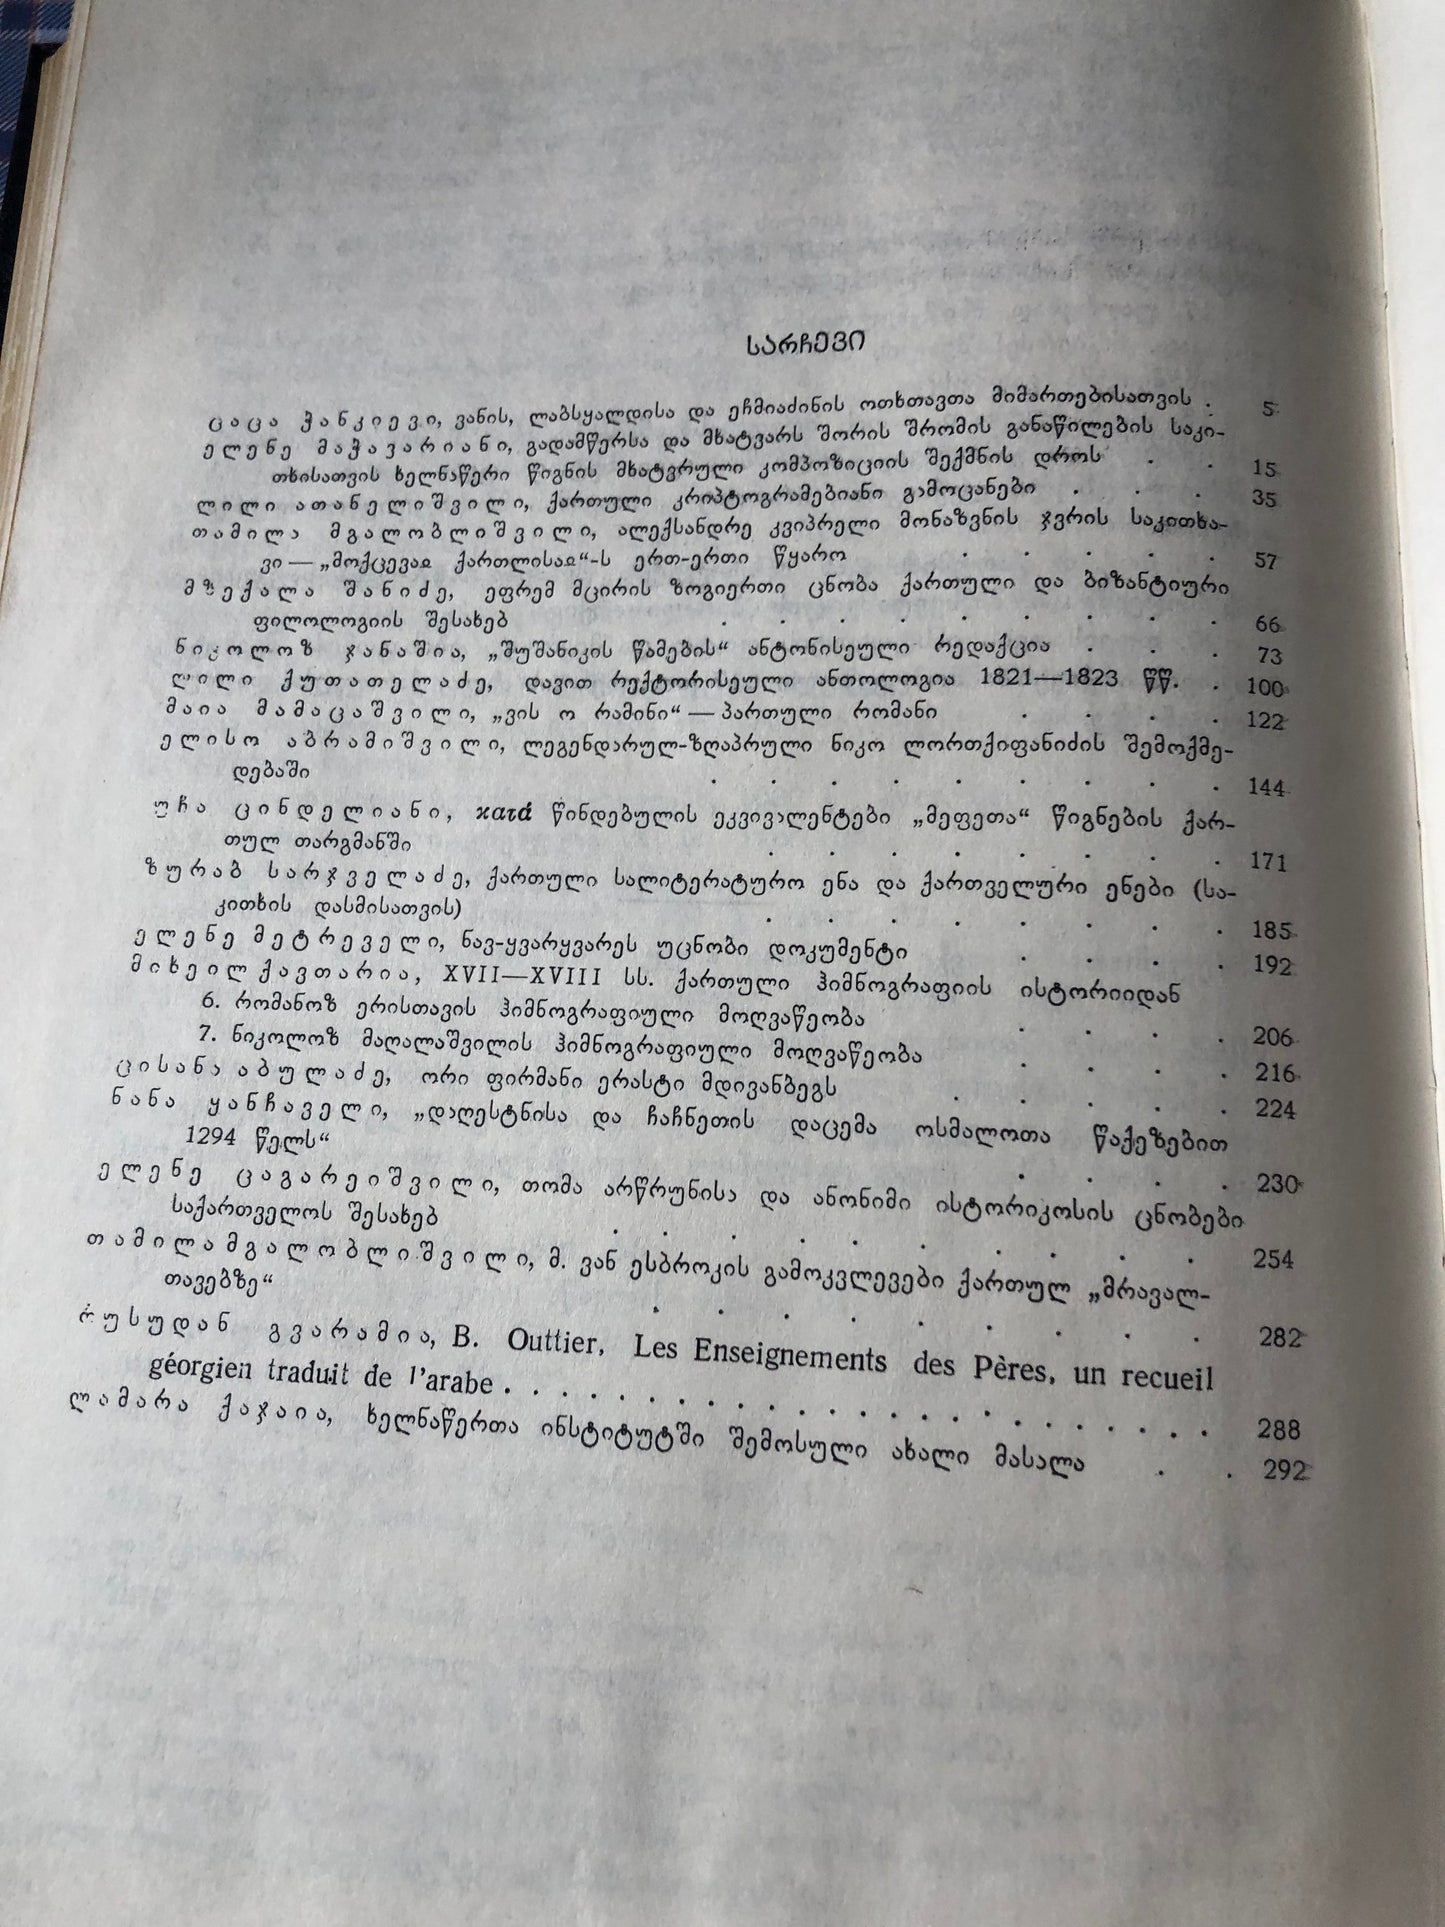 სარჩევი
ცაცა ჭანკიევი, ვანის, ლაბსყალდისა და ეჩმიაძინის ოთხთავთა მიმართებისათვის . 5
ელენე მაჭავარიანი, გადამწერსა და მხატვარს შორის შრომის განაწილების საკი-
თხისათვის ხელნაწერი წიგნის მხატვრული კომპოზიციის შექმნის დროს . . 15
ლილი ათანელიშვილი, ქართული კრიპტოგრამებიანი გამოცანები . . . 35
თამილა მგალობლიშვილი, ალექსანდრე კვიპრელი მონაზვნის ჯვრის საკითხა-
ვი — „მოქცევაჲ ქართლისაჲ“-ს ერთ-ერთი წყარო . . . . . 57
მზექალა შანიძე, ეფრემ მცირის ზოგიერთი ცნობა ქართული და ბიზანტიური
ფილოლოგიის შესახებ . . . . . . . . . 66
ნიკოლოზ ჯანაშია, „შუშანიკის წამების“ ანტონისეული რედაქცია . . . 73
ლილი ქუთათელაძე, დავით რექტორისეული ანთოლოგია 1821—1823 წწ. . 100
მაია მამაცაშვილი, „ვის ო რამინი“ — პართული რომანი . . . . 122
ელისო აბრამიშვილი, ლეგენდარულ-ზღაპრული ნიკო ლორთქიფანიძის შემოქმე-
დებაში . . . . . . . . . 144
უჩა ცინდელიანი, κατά წინდებულის ეკვივალენტები „მეფეთა“ წიგნების ქარ-
თულ თარგმანში . . . . . . . . 171
ზურაბ სარჯველაძე, ქართული სალიტერატურო ენა და ქართველური ენები (სა-
კითხის დასმისათვის) . . . . . . . . 185
ელენე მეტრეველი, ნავ-ყვარყვარეს უცნობი დოკუმენტი . . . . 192
მიხეილ ქავთარია, XVII—XVIII სს. ქართული ჰიმნოგრაფიის ისტორიიდან
6. რომანოზ ერისთავის ჰიმნოგრაფიული მოღვაწეობა . . . . 206
7. ნიკოლოზ მაღალაშვილის ჰიმნოგრაფიული მოღვაწეობა . . . . 216
ცისანა აბულაძე, ორი ფირმანი ერასტი მდივანბეგს . . . . . 224
ნანა ყანჩაველი, „დაღესტნისა და ჩაჩნეთის დაცემა ოსმალოთა წაქეზებით
1294 წელს“ . . . . 230
ელენე ცაგარეიშვილი, თომა არწრუნისა და ანონიმი ისტორიკოსის ცნობები
საქართველოს შესახებ . . . . . . . . . 254
თამილა მგალობლიშვილი, მ. ვან ესბროკის გამოკვლევები ქართულ „მრავალ-
თავებზე“ . . . . . . . . . 282
რუსუდან გვარამია, B. Outtier, Les Enseignements des Pères, un recueil
géorgien traduit de l'arabe . . . . . . . . . . . . . . . . . . . . . . . 288
ლამარა ქაჯაია, ხელნაწერთა ინსტიტუტში შემოსული ახალი მასალა . . 292